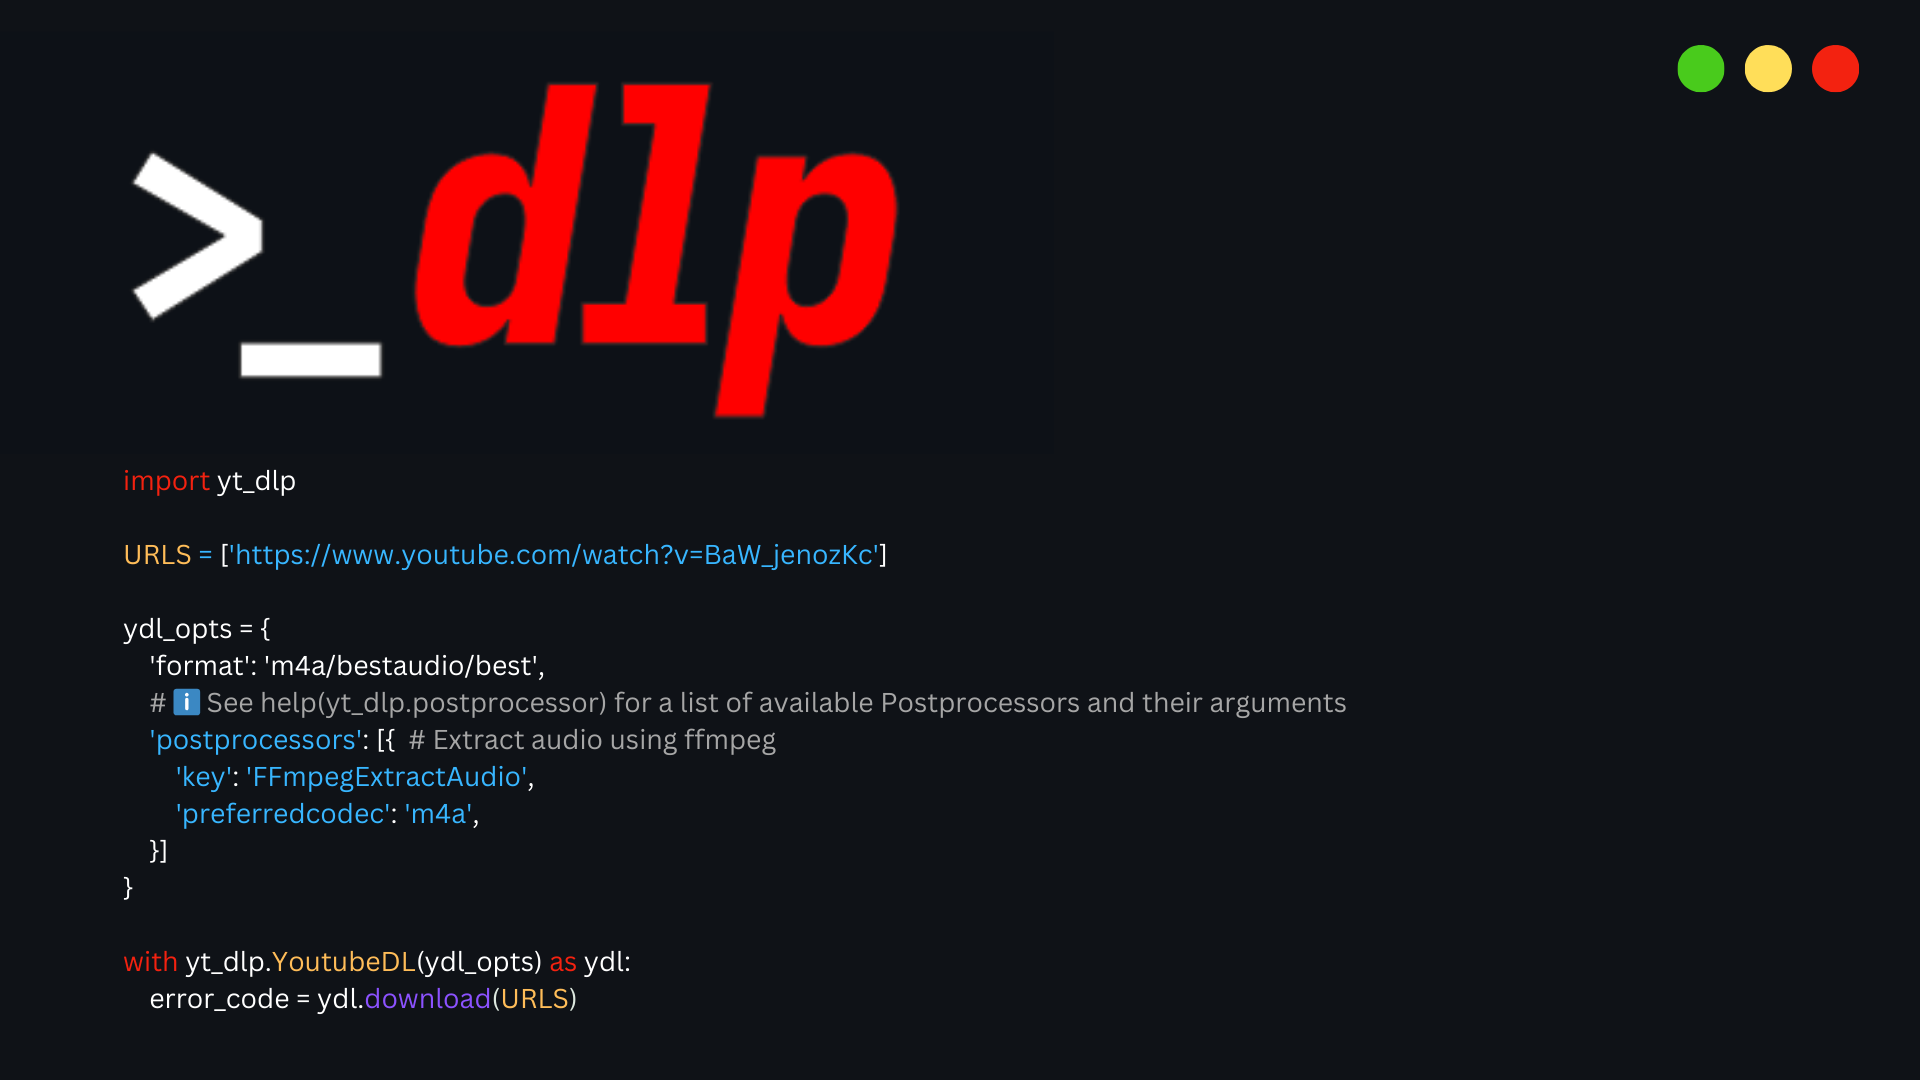 >_dlp
import yt_dlp
URLS = ['https://www.youtube.com/watch?v=BaW_jenozKc']
ydl_opts = {
    'format': 'm4a/bestaudio/best',
    # ℹ️ See help(yt_dlp.postprocessor) for a list of available Postprocessors and their arguments
    'postprocessors': [{  # Extract audio using ffmpeg
        'key': 'FFmpegExtractAudio',
        'preferredcodec': 'm4a',
    }]
}
with yt_dlp.YoutubeDL(ydl_opts) as ydl:
    error_code = ydl.download(URLS)